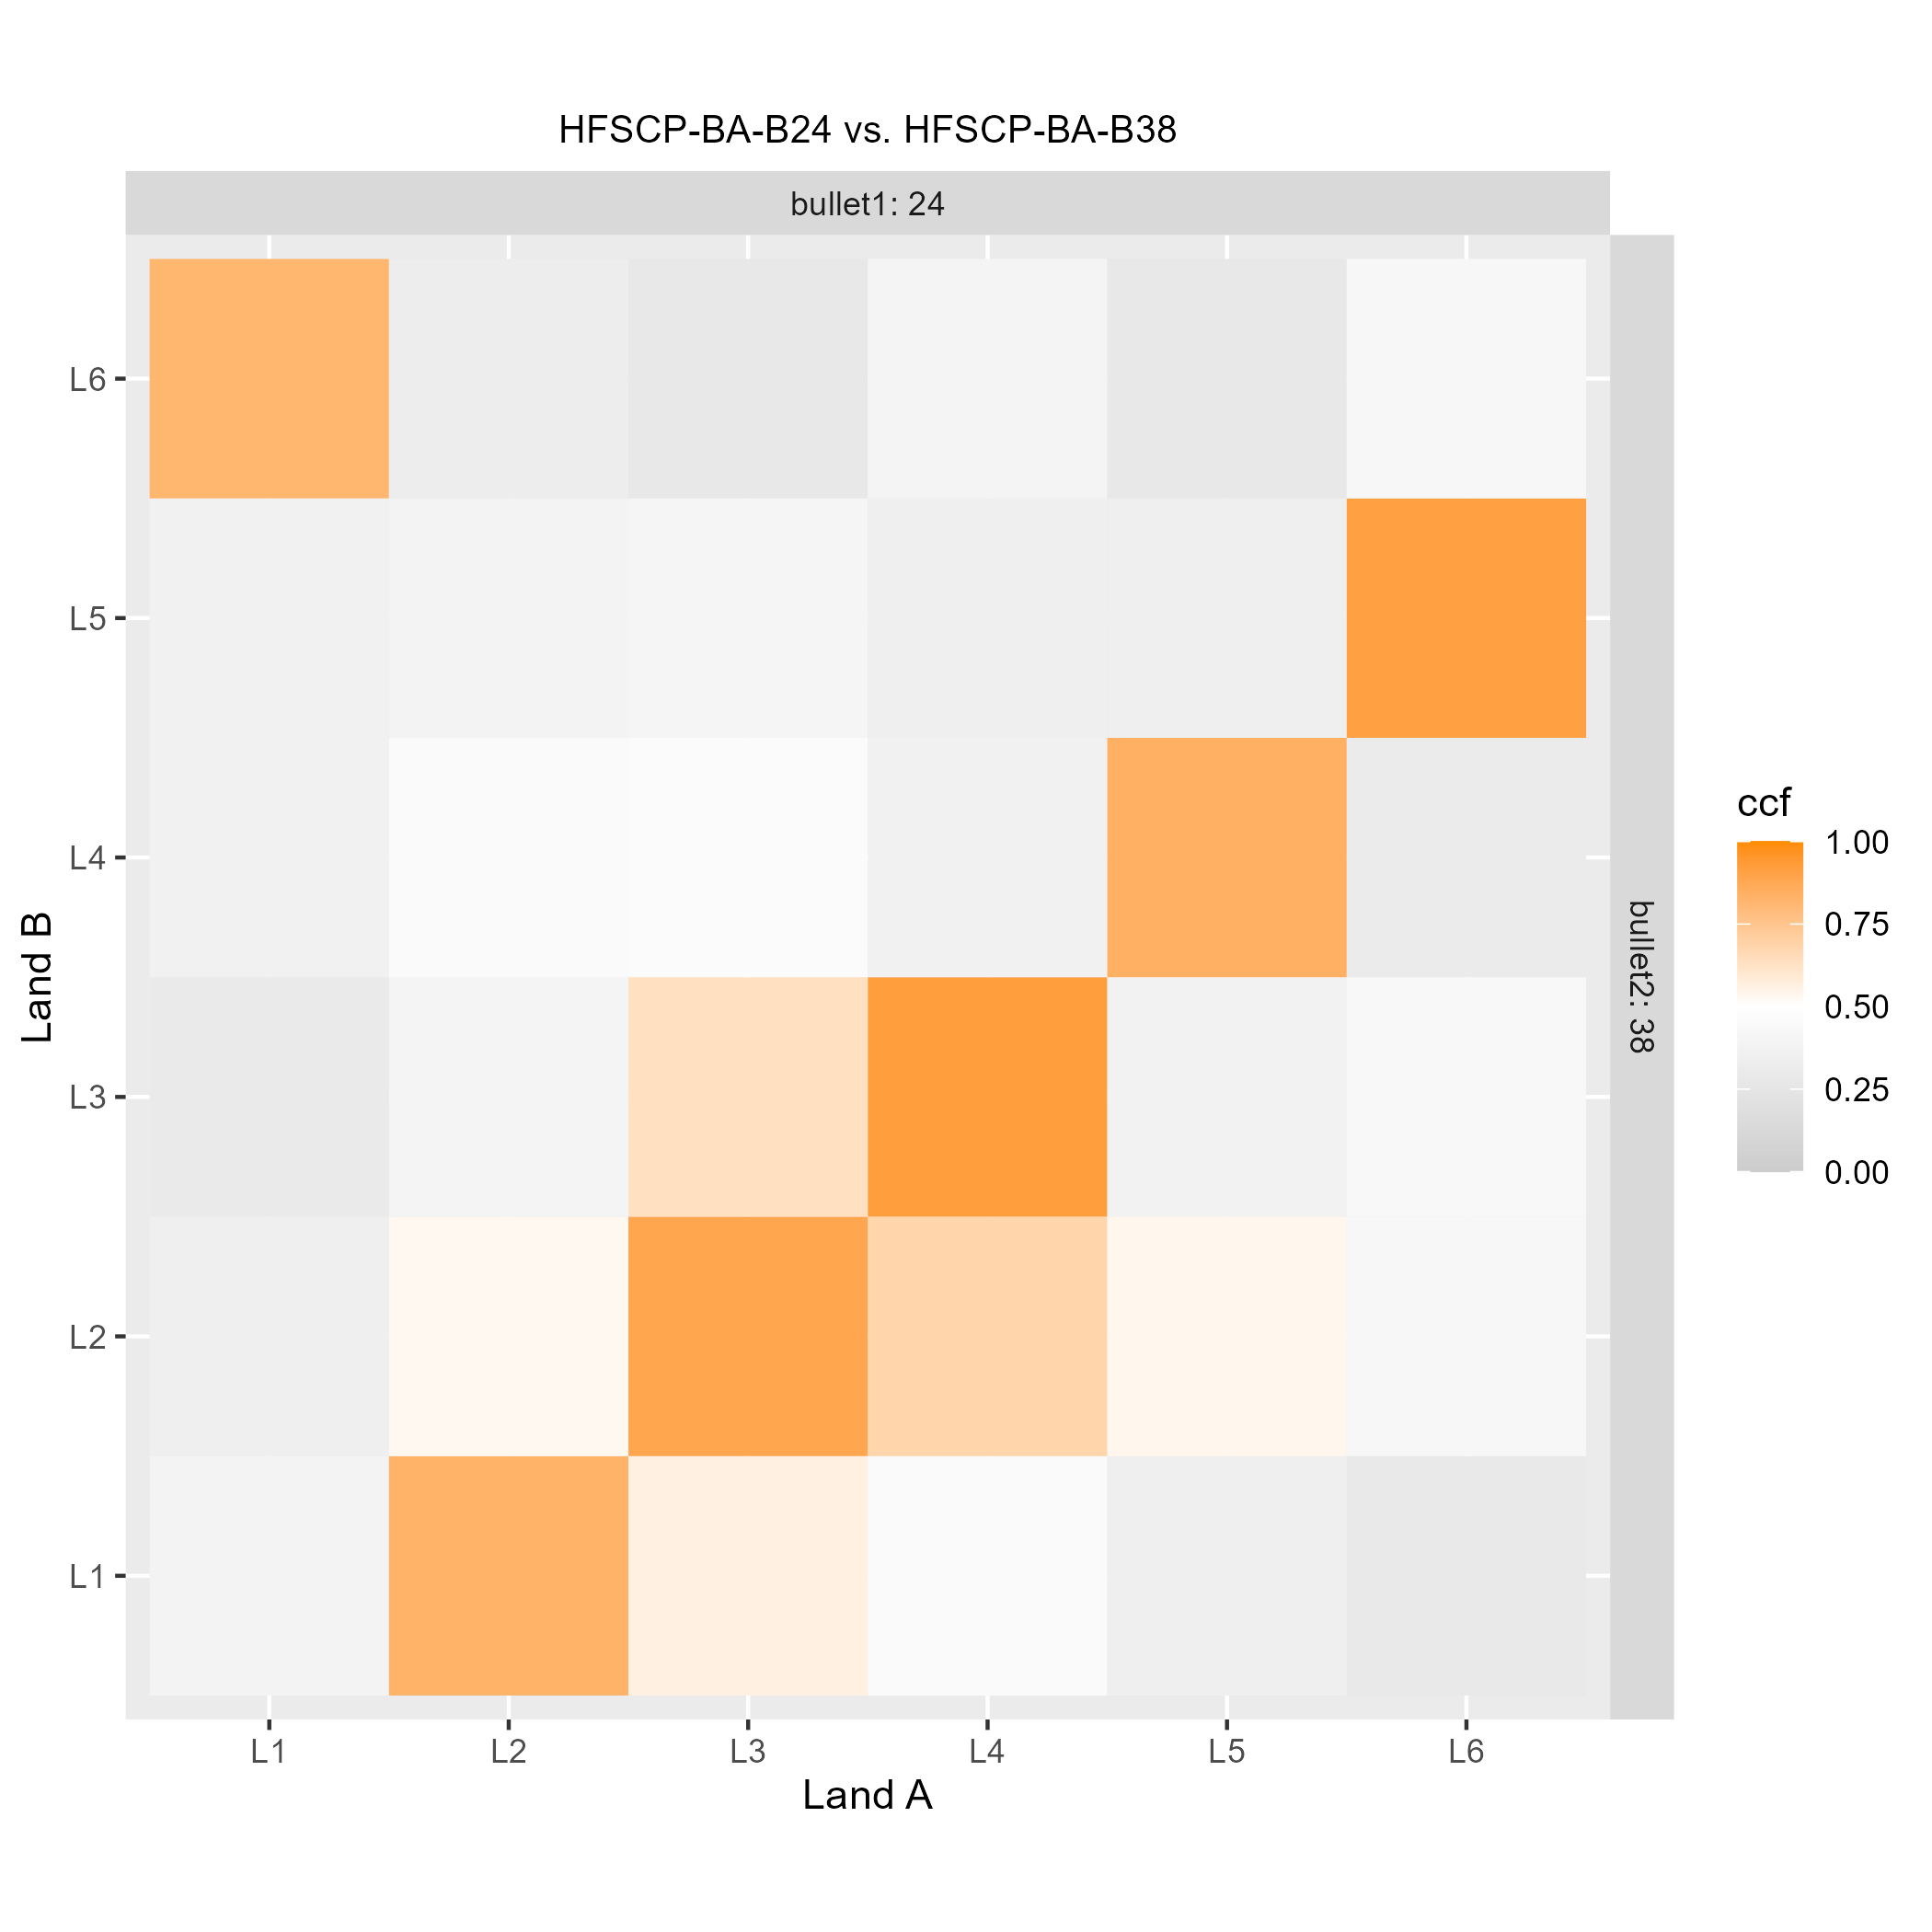 HFSCP-BA-B24 vs. HFSCP-BA-B38
bullet1: 24
L6
L5
L4
L3
L2
L1
Land B
bullet2: 38
ccf
1.00
0.75
0.50
0.25
0.00
L1 L2 L3 L4 L5 L6
Land A